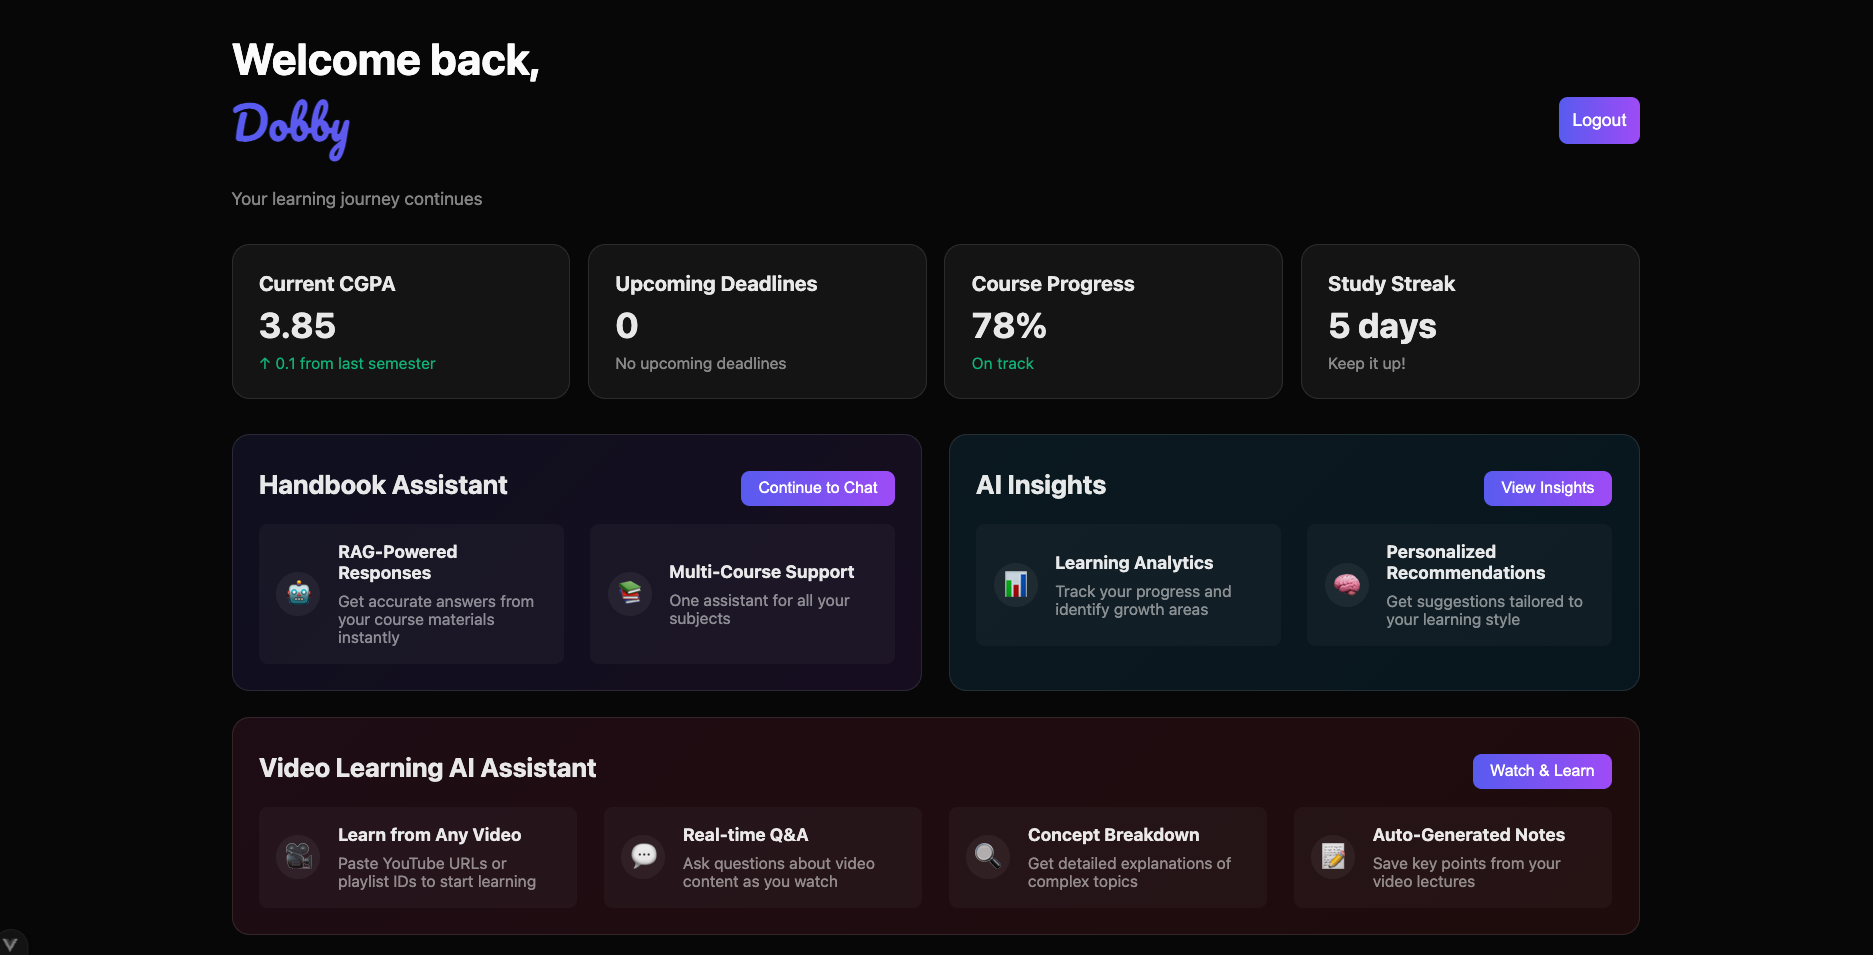 Welcome back,
Dobby
Logout
Your learning journey continues
Current CGPA
3.85
↑ 0.1 from last semester
Upcoming Deadlines
0
No upcoming deadlines
Course Progress
78%
On track
Study Streak
5 days
Keep it up!
Handbook Assistant
Continue to Chat
RAG-Powered
Responses
Get accurate answers from
your course materials
instantly
Multi-Course Support
One assistant for all your
subjects
AI Insights
View Insights
Learning Analytics
Track your progress and
identify growth areas
Personalized
Recommendations
Get suggestions tailored to
your learning style
Video Learning AI Assistant
Watch & Learn
Learn from Any Video
Paste YouTube URLs or
playlist IDs to start learning
Real-time Q&A
Ask questions about video
content as you watch
Concept Breakdown
Get detailed explanations of
complex topics
Auto-Generated Notes
Save key points from your
video lectures